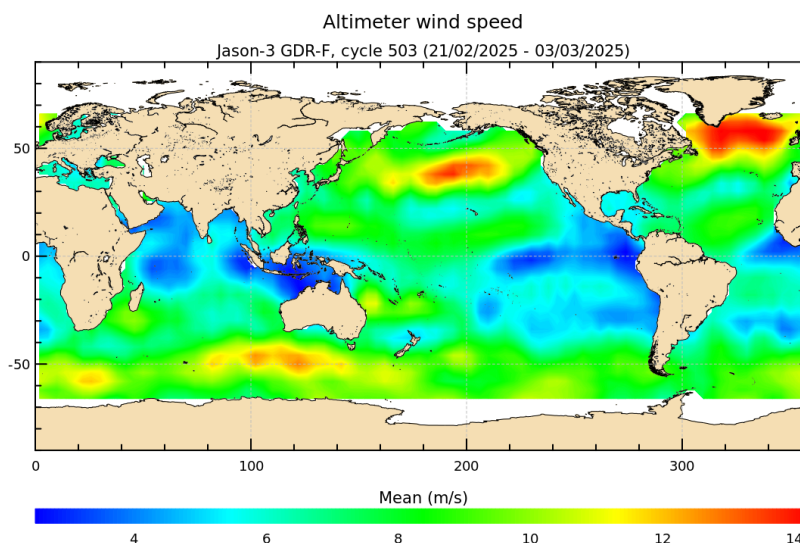 Altimeter wind speed
Jason-3 GDR-F, cycle 503 (21/02/2025 - 03/03/2025)
50
0
-50
0 100 200 300
Mean (m/s)
4 6 8 10 12 14